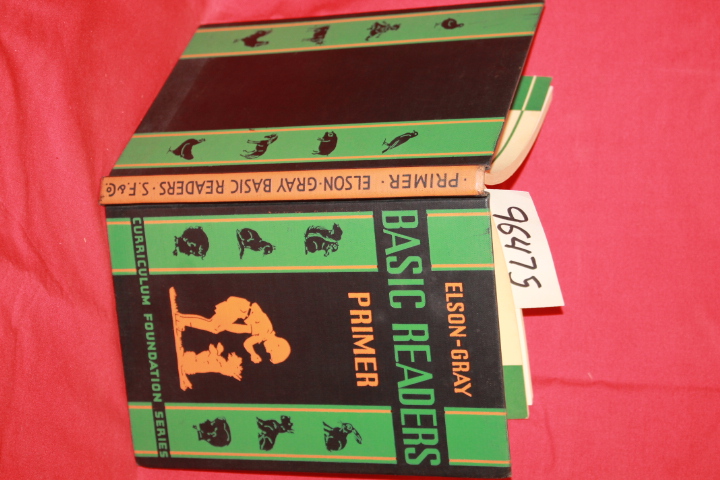 ELSON-GRAY
BASIC READERS
PRIMER
CURRICULUM FOUNDATION SERIES
PRIMER · ELSON·GRAY BASIC READERS · S.F.&Co.
96475